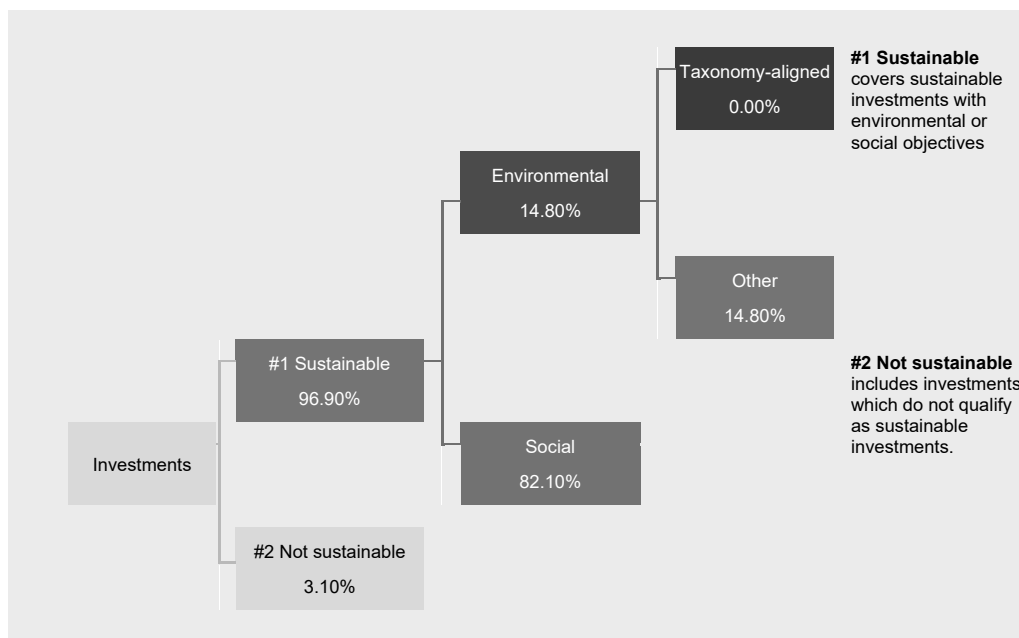 Taxonomy-aligned
0.00%
#1 Sustainable
covers sustainable
investments with
environmental or
social objectives
Environmental
14.80%
Other
14.80%
#1 Sustainable
96.90%
#2 Not sustainable
includes investments
which do not qualify
as sustainable
investments.
Investments
Social
82.10%
#2 Not sustainable
3.10%